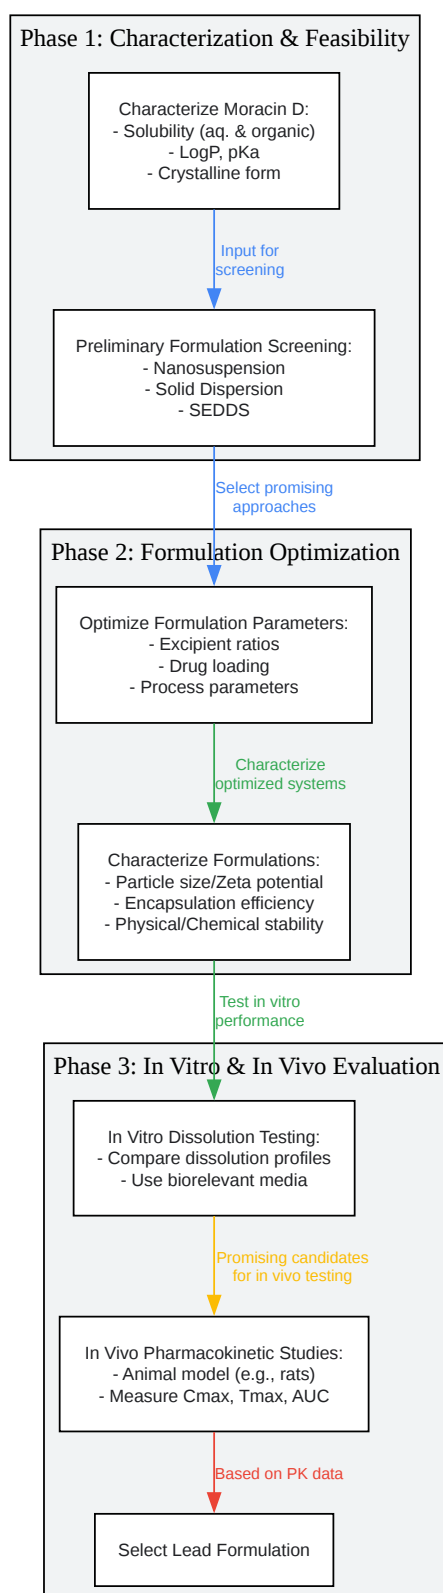 Phase 1: Characterization & Feasibility
Characterize Moracin D:
- Solubility (aq. & organic)
- LogP, pKa
- Crystalline form
Input for
screening
Preliminary Formulation Screening:
- Nanosuspension
- Solid Dispersion
- SEDDS
Select promising
approaches
Phase 2: Formulation Optimization
Optimize Formulation Parameters:
- Excipient ratios
- Drug loading
- Process parameters
Characterize
optimized systems
Characterize Formulations:
- Particle size/Zeta potential
- Encapsulation efficiency
- Physical/Chemical stability
Test in vitro
performance
Phase 3: In Vitro & In Vivo Evaluation
In Vitro Dissolution Testing:
- Compare dissolution profiles
- Use biorelevant media
Promising candidates
for in vivo testing
In Vivo Pharmacokinetic Studies:
- Animal model (e.g., rats)
- Measure Cmax, Tmax, AUC
Based on PK data
Select Lead Formulation